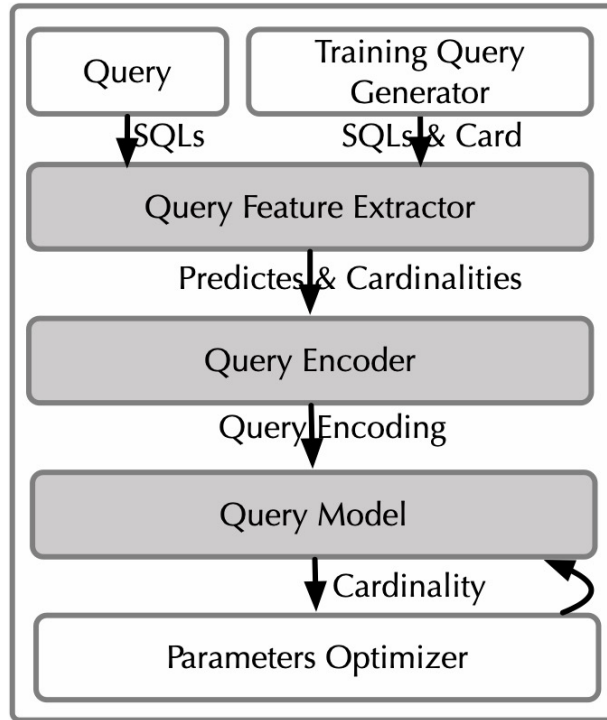 Query
Training Query
Generator
SQLs
SQLs & Card
Query Feature Extractor
Predictes & Cardinalities
Query Encoder
Query Encoding
Query Model
Cardinality
Parameters Optimizer